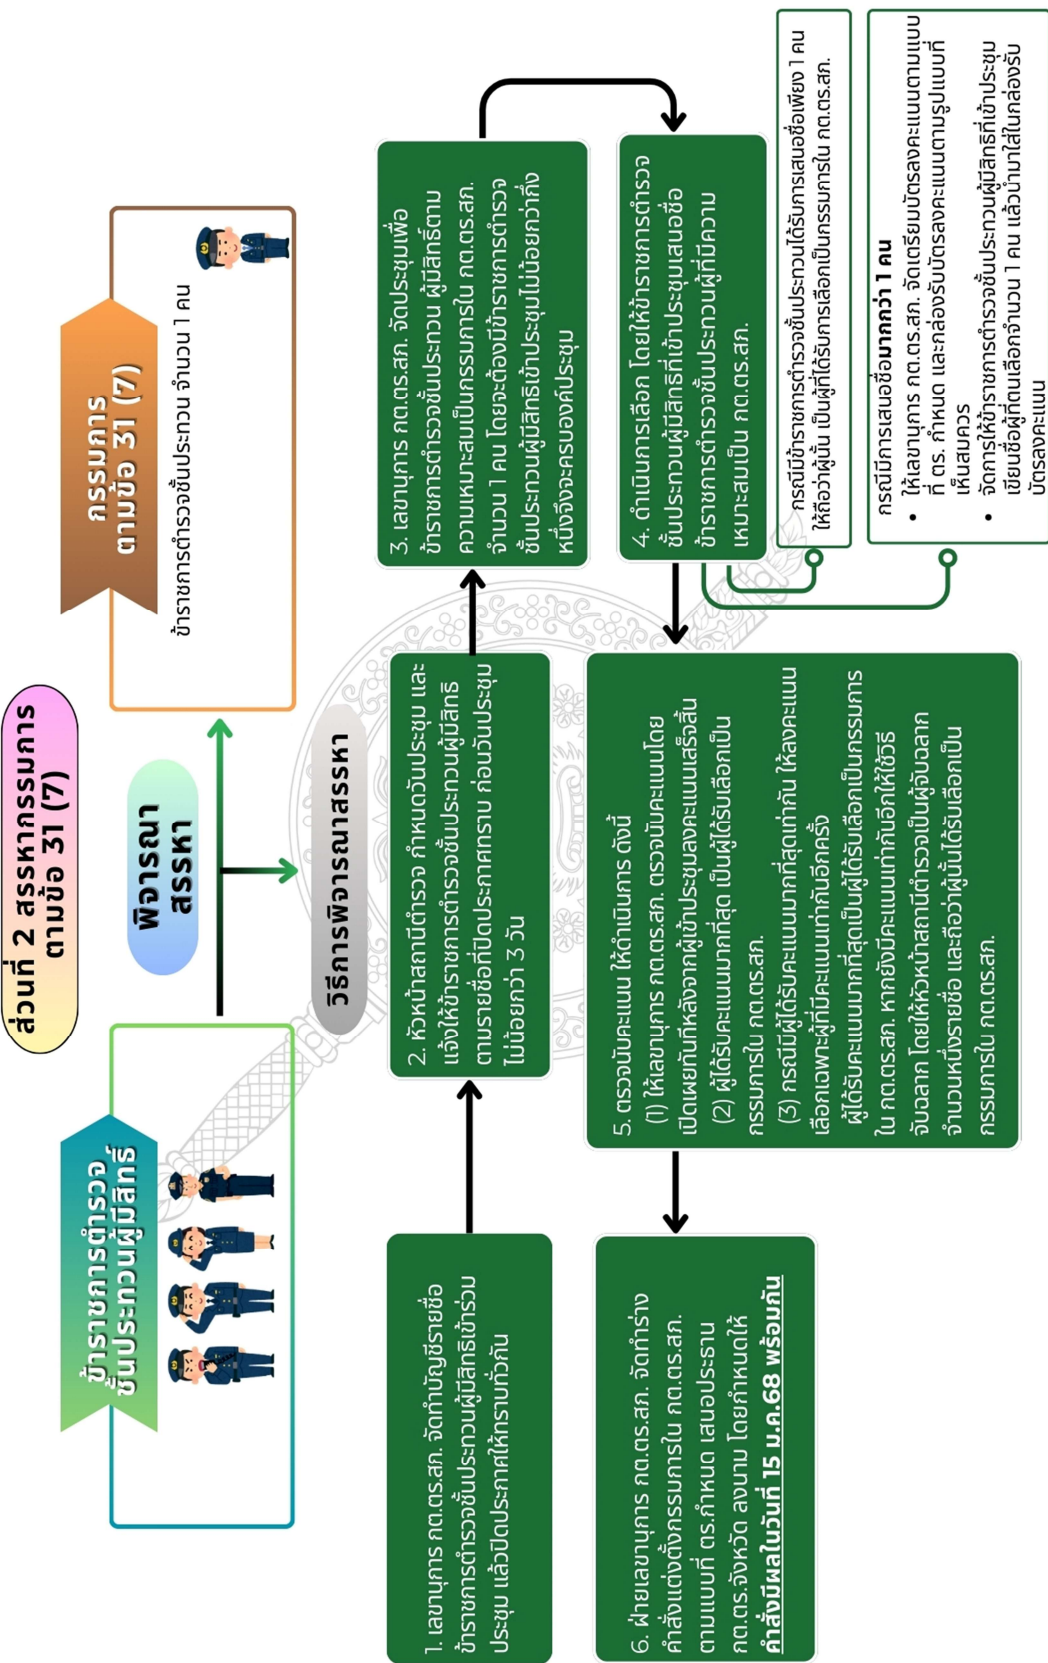 ส่วนที่ 2 สรรหากรรมการ
ตามข้อ 31 (7)
ข้าราชการตำรวจ
ชั้นประทวนผู้มีสิทธิ์
พิจารณา
สรรหา
กรรมการ
ตามข้อ 31 (7)
ข้าราชการตำรวจชั้นประทวน จำนวน 1 คน
วิธีการพิจารณาสรรหา
1. เลขานุการ กต.ตร.สภ. จัดทำบัญชีรายชื่อ
ข้าราชการตำรวจชั้นประทวนผู้มีสิทธิเข้าร่วม
ประชุม แล้วปิดประกาศให้ทราบทั่วกัน
2. หัวหน้าสถานีตำรวจ กำหนดวันประชุม และ
แจ้งให้ข้าราชการตำรวจชั้นประทวนผู้มีสิทธิ
ตามรายชื่อที่ปิดประกาศทราบ ก่อนวันประชุม
ไม่น้อยกว่า 3 วัน
3. เลขานุการ กต.ตร.สภ. จัดประชุมเพื่อ
ข้าราชการตำรวจชั้นประทวน ผู้มีสิทธิ์ตาม
ความเหมาะสมเป็นกรรมการใน กต.ตร.สภ.
จำนวน 1 คน โดยจะต้องมีข้าราชการตำรวจ
ชั้นประทวนผู้มีสิทธิเข้าประชุมไม่น้อยกว่ากึ่ง
หนึ่งจึงจะครบองค์ประชุม
4. ดำเนินการเลือก โดยให้ข้าราชการตำรวจ
ชั้นประทวนผู้มีสิทธิที่เข้าประชุมเสนอชื่อ
ข้าราชการตำรวจชั้นประทวนผู้ที่มีความ
เหมาะสมเป็น กต.ตร.สภ.
กรณีมีข้าราชการตำรวจชั้นประทวนได้รับการเสนอชื่อเพียง 1 คน
ให้ถือว่าผู้นั้น เป็นผู้ที่ได้รับการเลือกเป็นกรรมการใน กต.ตร.สภ.
กรณีมีการเสนอชื่อมากกว่า 1 คน
• ให้เลขานุการ กต.ตร.สภ. จัดเตรียมบัตรลงคะแนนตามแบบ
ที่ ตร. กำหนด และกล่องรับบัตรลงคะแนนตามรูปแบบที่
เห็นสมควร
• จัดการให้ข้าราชการตำรวจชั้นประทวนผู้มีสิทธิที่เข้าประชุม
เขียนชื่อผู้ที่ตนเลือกจำนวน 1 คน แล้วนำมาใส่ในกล่องรับ
บัตรลงคะแนน
5. ตรวจนับคะแนน ให้ดำเนินการ ดังนี้
(1) ให้เลขานุการ กต.ตร.สภ. ตรวจนับคะแนนโดย
เปิดเผยทันทีหลังจากผู้เข้าประชุมลงคะแนนเสร็จสิ้น
(2) ผู้ได้รับคะแนนมากที่สุด เป็นผู้ได้รับเลือกเป็น
กรรมการใน กต.ตร.สภ.
(3) กรณีมีผู้ได้รับคะแนนมากที่สุดเท่ากัน ให้ลงคะแนน
เลือกเฉพาะผู้ที่มีคะแนนเท่ากันอีกครั้ง
ผู้ได้รับคะแนนมากที่สุดเป็นผู้ได้รับเลือกเป็นกรรมการ
ใน กต.ตร.สภ. หากยังมีคะแนนเท่ากันอีกให้ใช้วิธี
จับฉลาก โดยให้หัวหน้าสถานีตำรวจเป็นผู้จับฉลาก
จำนวนหนึ่งรายชื่อ และถือว่าผู้นั้นได้รับเลือกเป็น
กรรมการใน กต.ตร.สภ.
6. ฝ่ายเลขานุการ กต.ตร.สภ. จัดทำร่าง
คำสั่งแต่งตั้งกรรมการใน กต.ตร.สภ.
ตามแบบที่ ตร.กำหนด เสนอประธาน
กต.ตร.จังหวัด ลงนาม โดยกำหนดให้
คำสั่งมีผลในวันที่ 15 ม.ค.68 พร้อมกัน